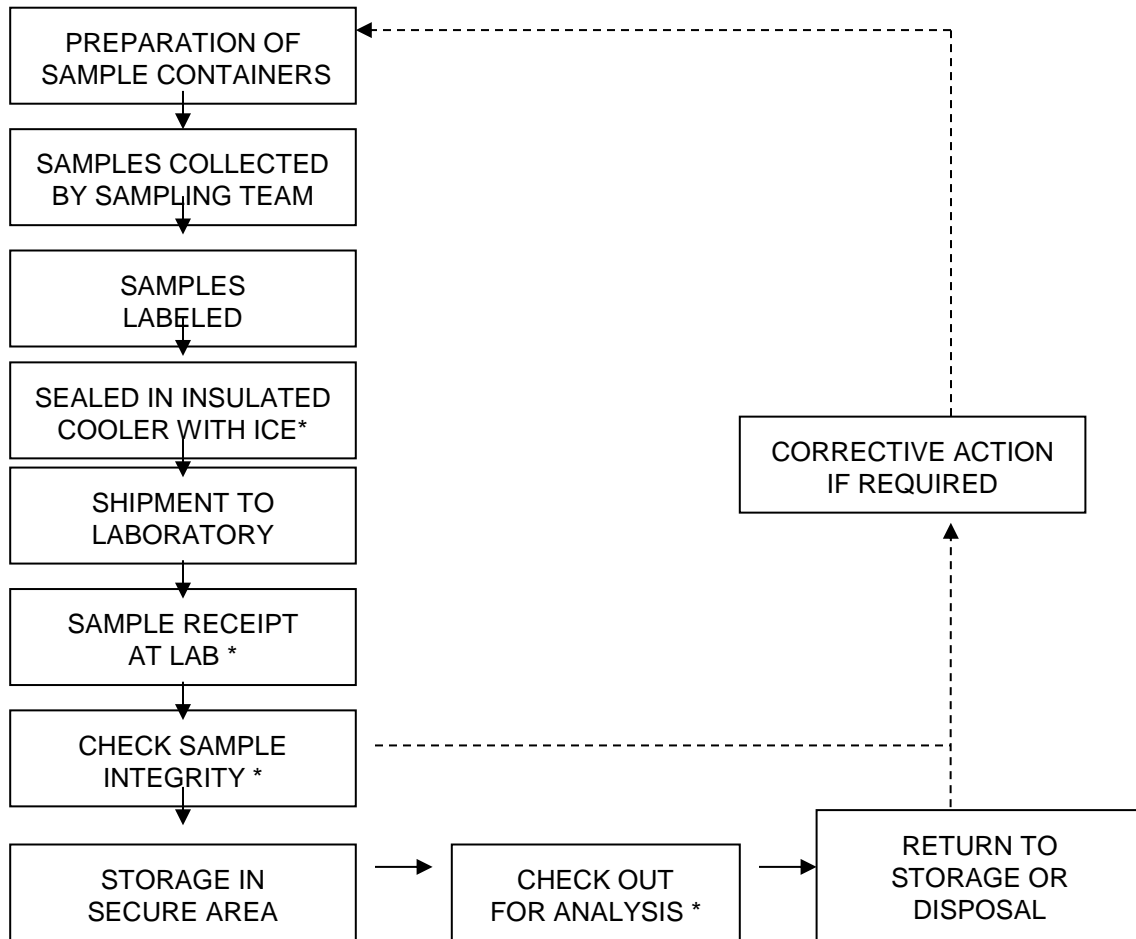 PREPARATION OF
SAMPLE CONTAINERS
SAMPLES COLLECTED
BY SAMPLING TEAM
SAMPLES
LABELED
SEALED IN INSULATED
COOLER WITH ICE*
SHIPMENT TO
LABORATORY
SAMPLE RECEIPT
AT LAB *
CHECK SAMPLE
INTEGRITY *
STORAGE IN
SECURE AREA
CHECK OUT
FOR ANALYSIS *
RETURN TO
STORAGE OR
DISPOSAL
CORRECTIVE ACTION
IF REQUIRED